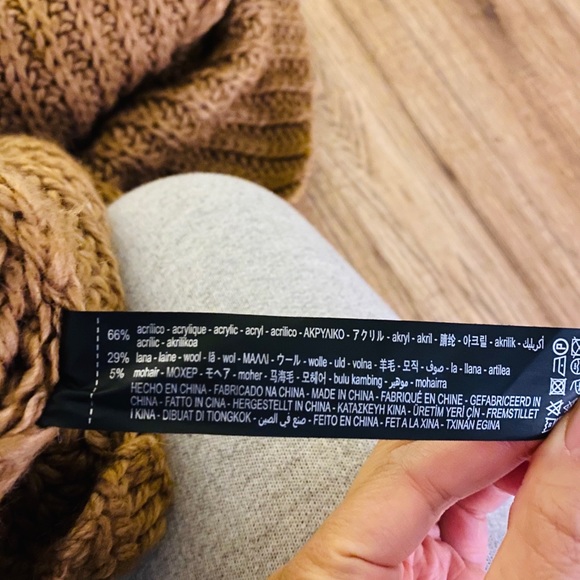 66% acrílico - acrylique - acrylic - acryl - acrilico - ΑΚΡΥΛΙΚΟ - アクリル - akryl - akril - 腈纶 - 아크릴 - akrilik - أكريليك
acrilic - akrilikoa
29% lana - laine - wool - lã - wol - ΜΑΛΛΙ - ウール - wolle - uld - volna - 羊毛 - 모직 - صوف - la - llana - artilea
5% mohair - ΜΟΧΕΡ - モヘア - moher - 马海毛 - 모헤어 - bulu kambing - موهير - mohairra
HECHO EN CHINA - FABRICADO NA CHINA - MADE IN CHINA - FABRIQUÉ EN CHINE - GEFABRICEERD IN
CHINA - FATTO IN CINA - HERGESTELLT IN CHINA - ΚΑΤΑΣΚΕΥΗ ΚΙΝΑ - ÜRETİM YERİ ÇİN - FREMSTILLET
I KINA - DIBUAT DI TIONGKOK - صنع في الصين - FEITO EN CHINA - FET A LA XINA - TXINAN EGINA